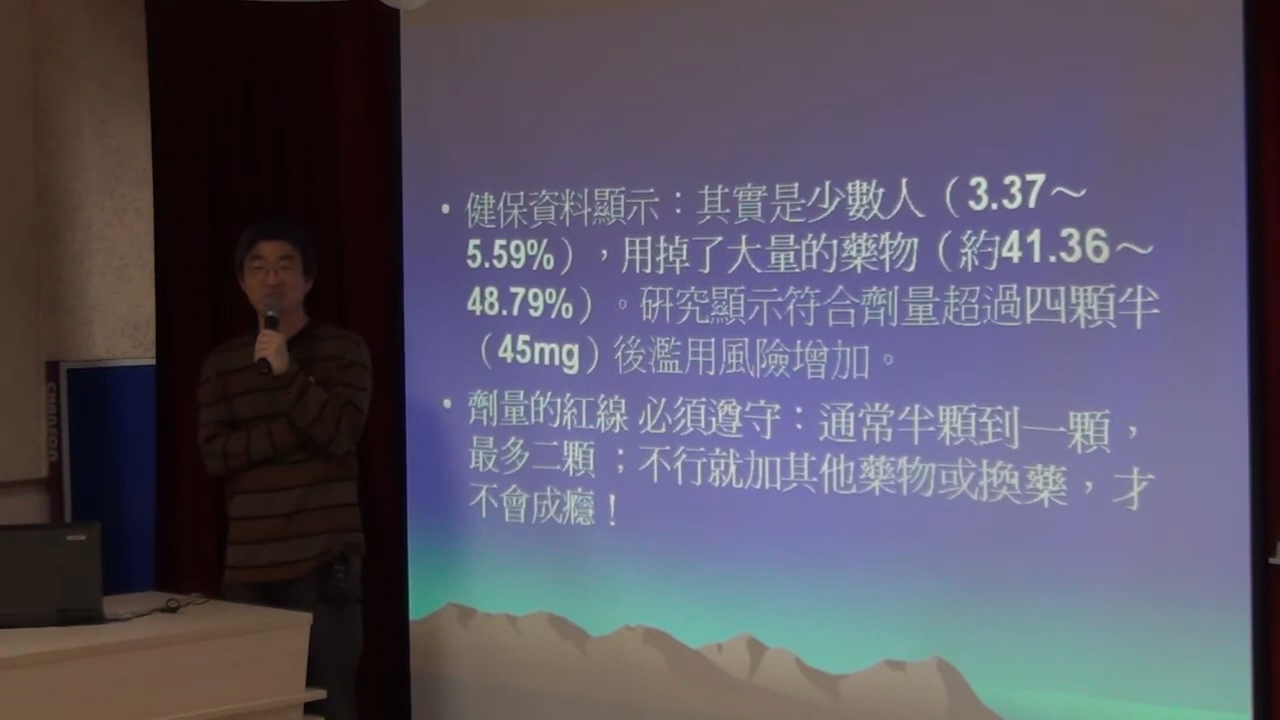 • 健保資料顯示：其實是少數人（3.37～
5.59%），用掉了大量的藥物（約41.36～
48.79%）。研究顯示符合劑量超過四顆半
（45mg）後濫用風險增加。
• 劑量的紅線 必須遵守：通常半顆到一顆，
最多二顆；不行就加其他藥物或換藥，才
不會成癮！